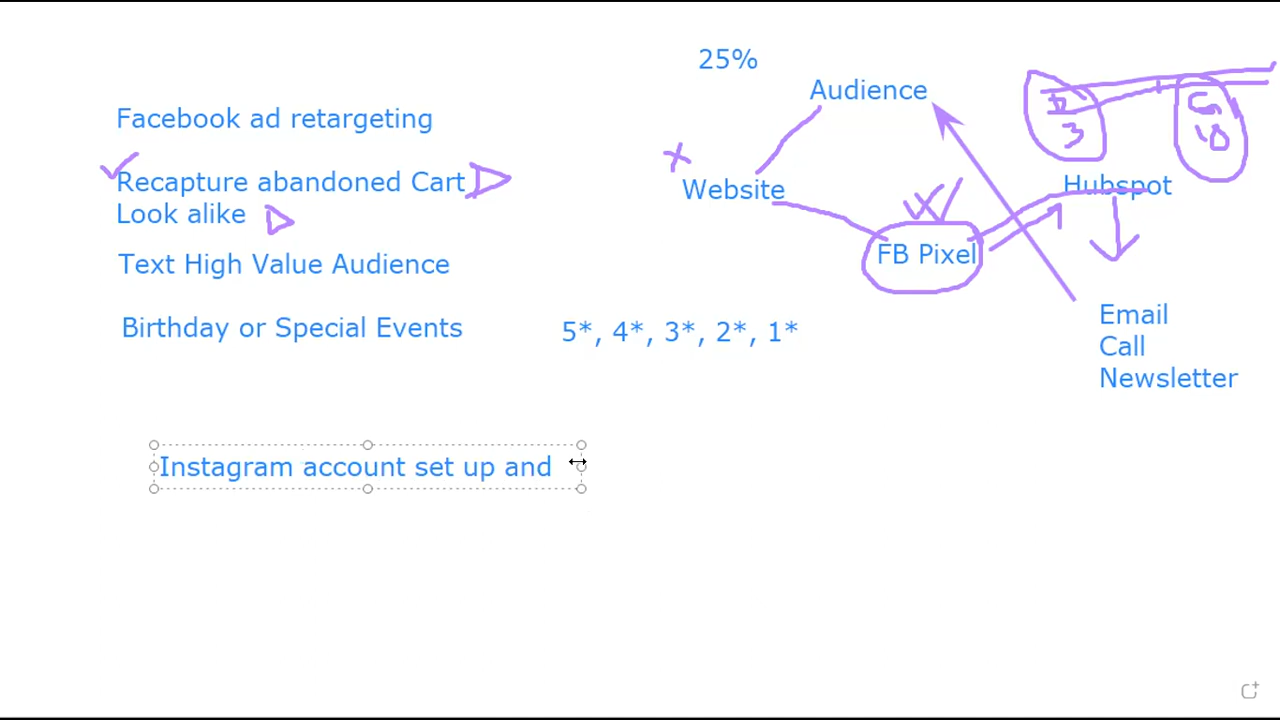 25%
Audience
Facebook ad retargeting
3
Recapture abandoned Cart
Website
Hubspot
Look alike
FB Pixel
Text High Value Audience
Birthday or Special Events
5*, 4*, 3*, 2*, 1*
Email
Call
Newsletter
Instagram account set up and